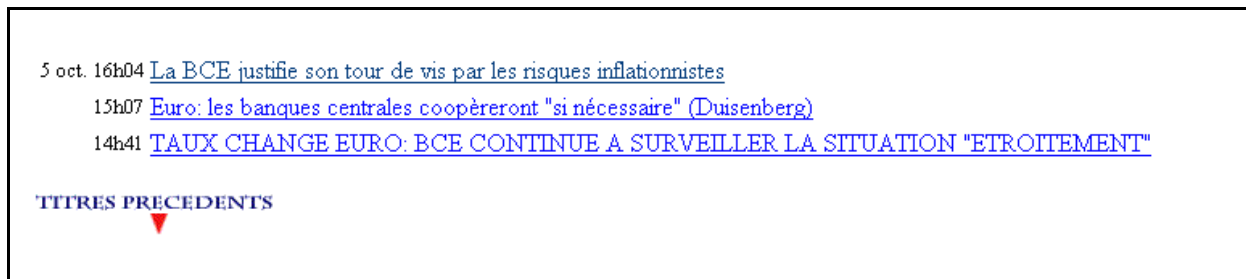 5 oct. 16h04 La BCE justifie son tour de vis par les risques inflationnistes
15h07 Euro: les banques centrales coopèreront "si nécessaire" (Duisenberg)
14h41 TAUX CHANGE EURO: BCE CONTINUE A SURVEILLER LA SITUATION "ETROITEMENT"
TITRES PRECEDENTS